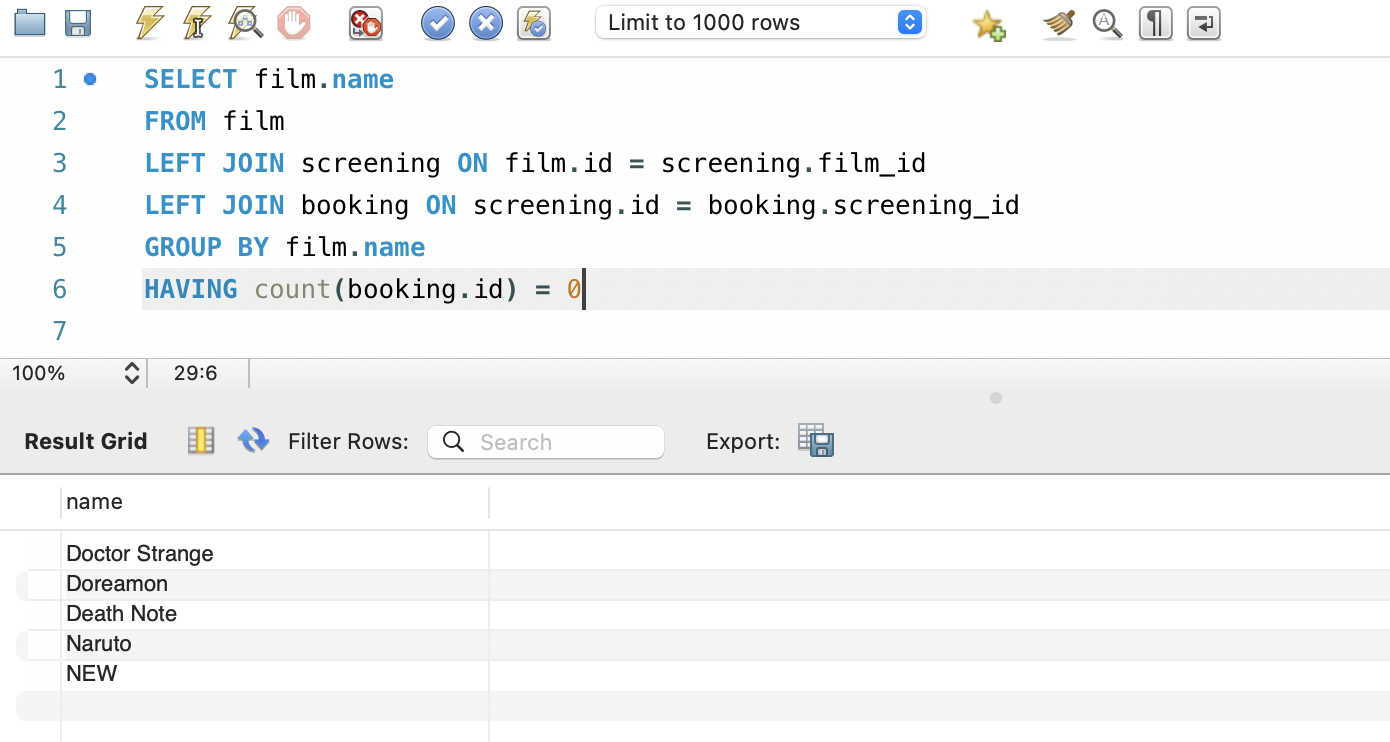 Limit to 1000 rows
1 SELECT film.name
2 FROM film
3 LEFT JOIN screening ON film.id = screening.film_id
4 LEFT JOIN booking ON screening.id = booking.screening_id
5 GROUP BY film.name
6 HAVING count(booking.id) = 0
7
100% 29:6
Result Grid Filter Rows: Search Export:
name
Doctor Strange
Doreamon
Death Note
Naruto
NEW